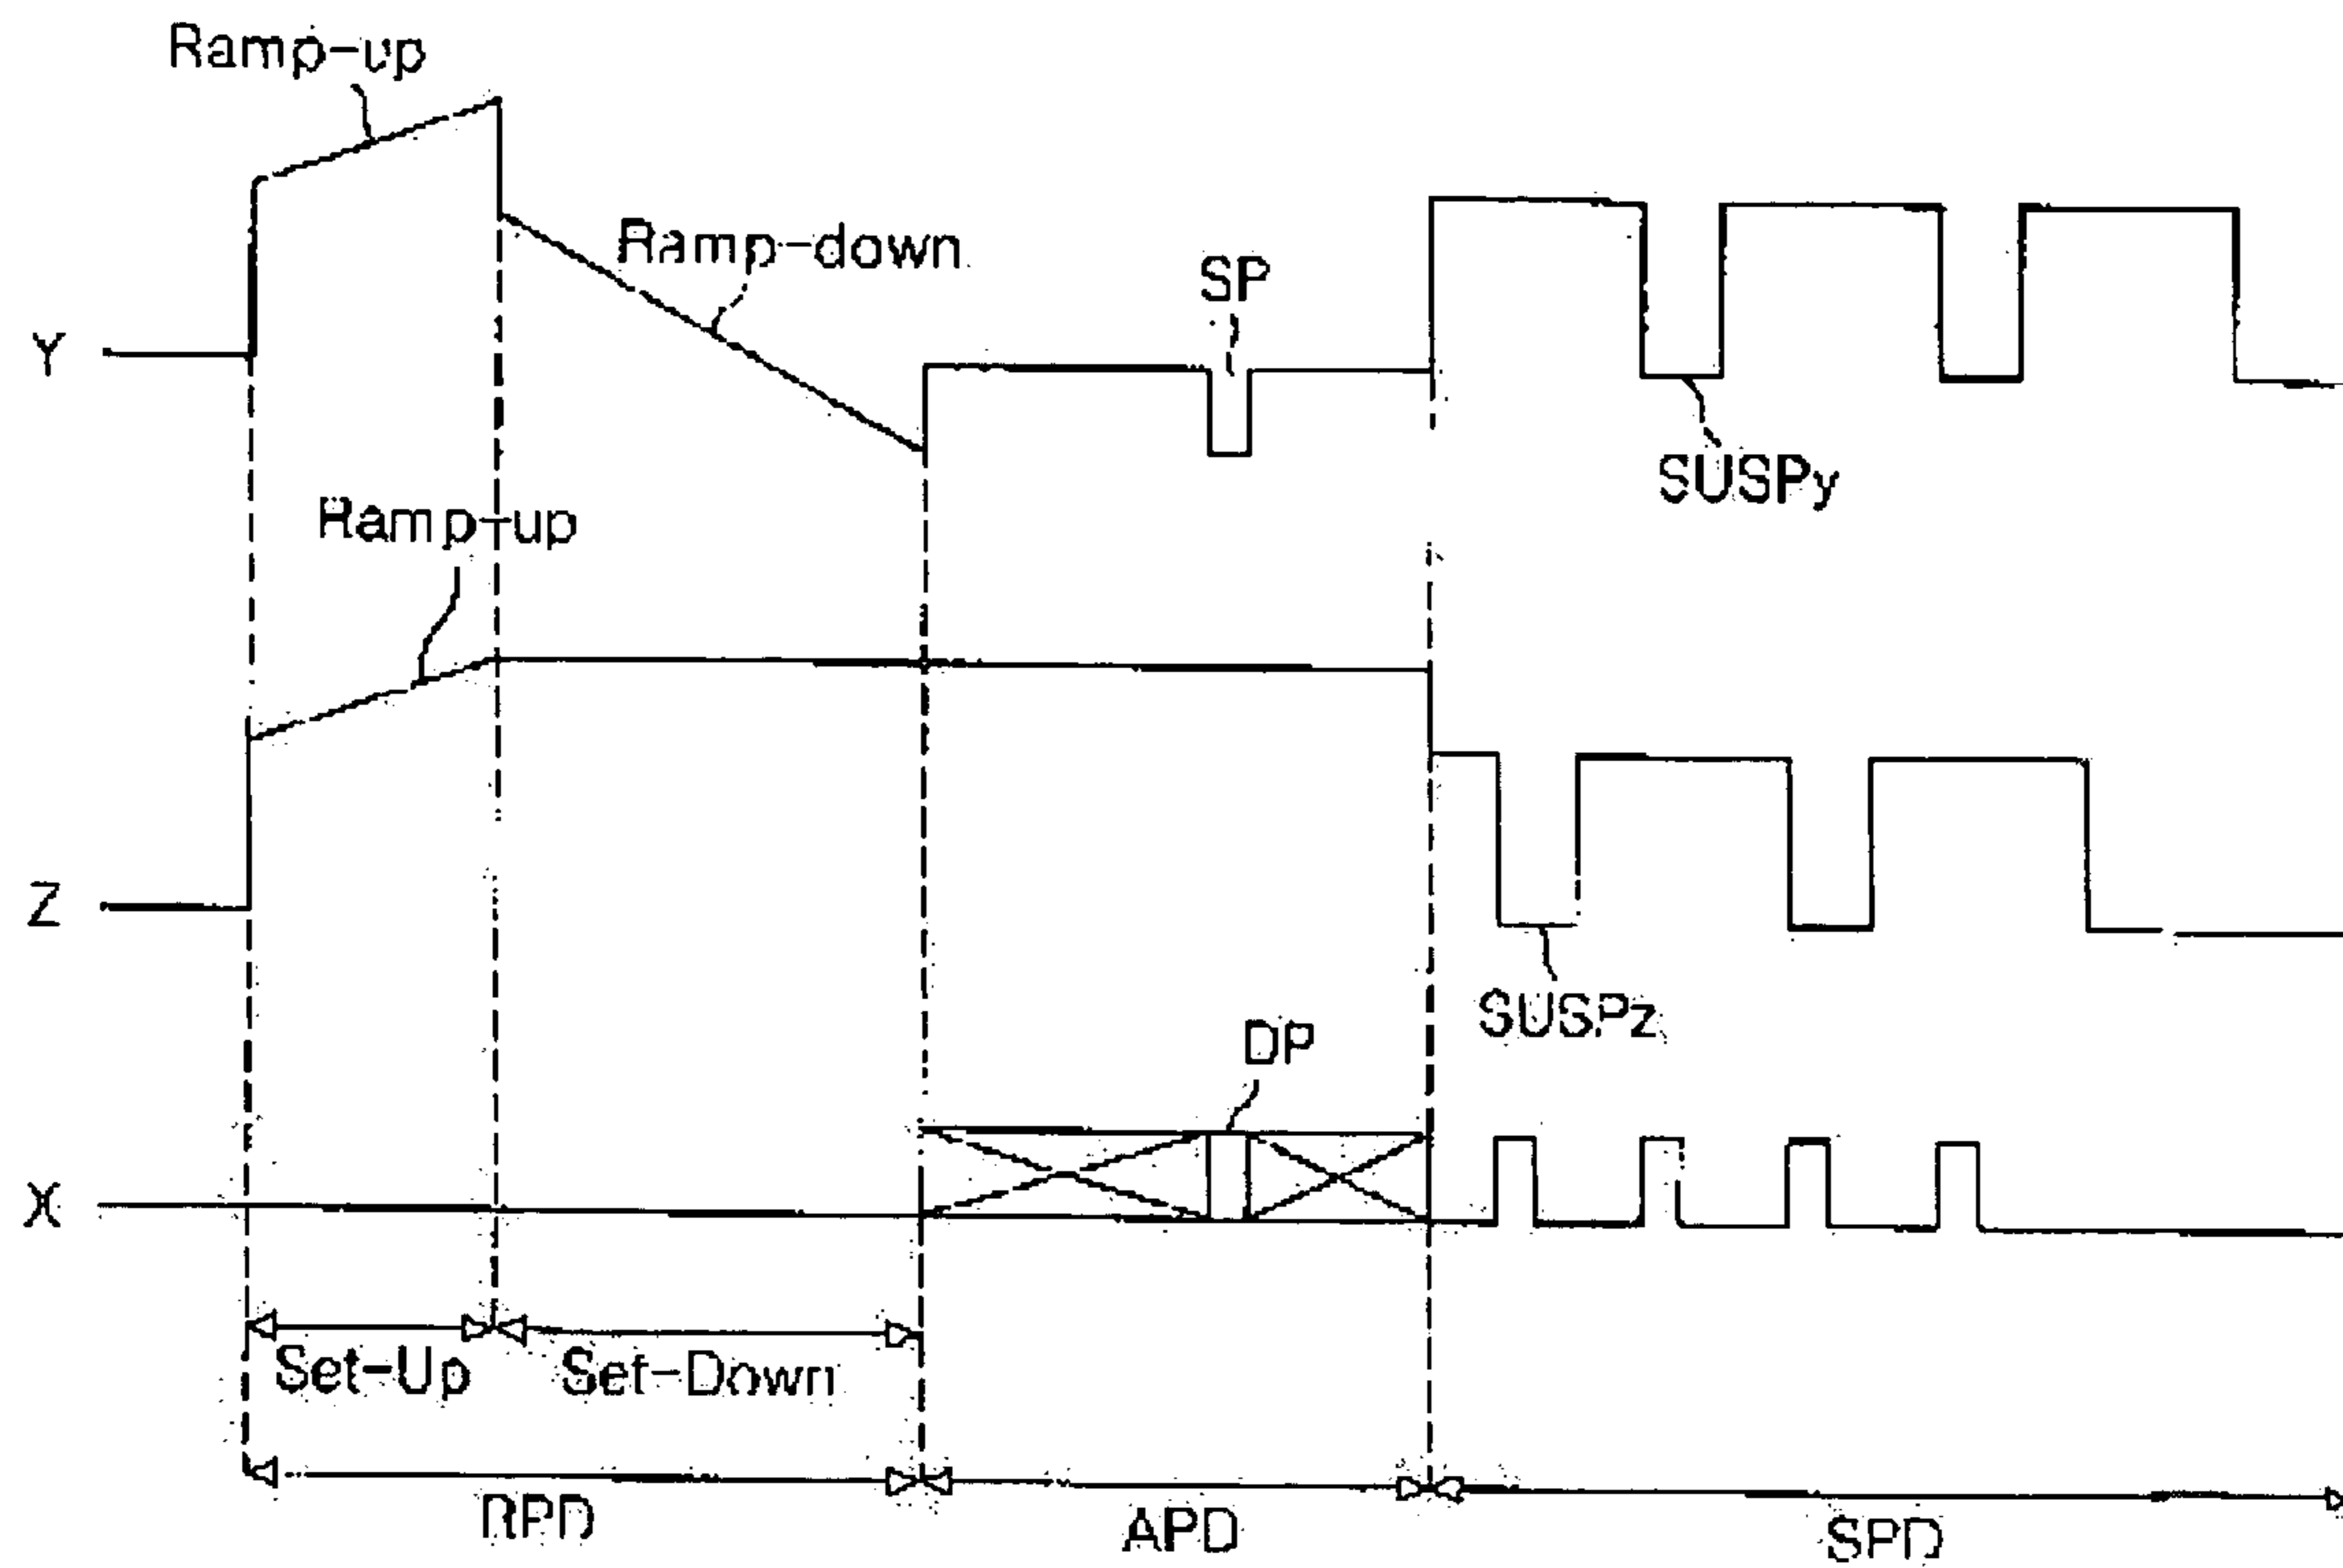 Ramp-up
Ramp-down
SP
Y
SUSPy
Ramp-up
Z
SUSPz
DP
X
Set-Up
Set-Down
RPD
APD
SPD